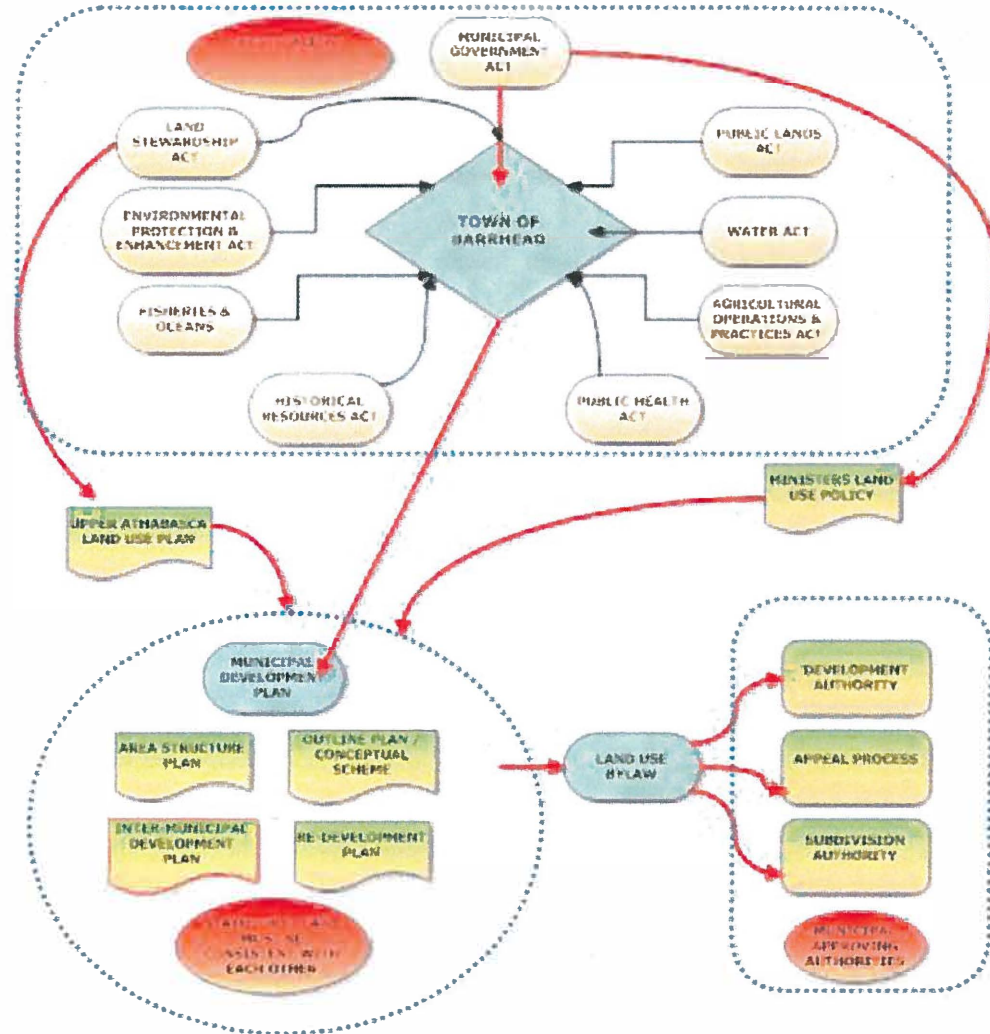 MUNICIPAL
GOVERNMENT
ACT
LAND
STEWARDSHIP
ACT
PUBLIC LANDS
ACT
ENVIRONMENTAL
PROTECTION &
ENHANCEMENT ACT
TOWN OF
BARRHEAD
WATER ACT
FISHERIES &
OCEANS
AGRICULTURAL
OPERATIONS &
PRACTICES ACT
HISTORICAL
RESOURCES ACT
PUBLIC HEALTH
ACT
UPPER ATHABASCA
LAND USE PLAN
MINISTERS LAND
USE POLICY
MUNICIPAL
DEVELOPMENT
PLAN
AREA STRUCTURE
PLAN
OUTLINE PLAN /
CONCEPTUAL
SCHEME
INTER-MUNICIPAL
DEVELOPMENT
PLAN
RE-DEVELOPMENT
PLAN
MUST BE
CONSISTENT WITH
EACH OTHER
LAND USE
BYLAW
DEVELOPMENT
AUTHORITY
APPEAL PROCESS
SUBDIVISION
AUTHORITY
MUNICIPAL
APPROVING
AUTHORITIES